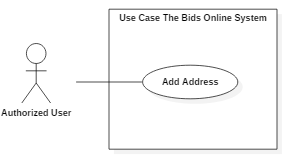 Use Case The Bids Online System
Add Address
Authorized User